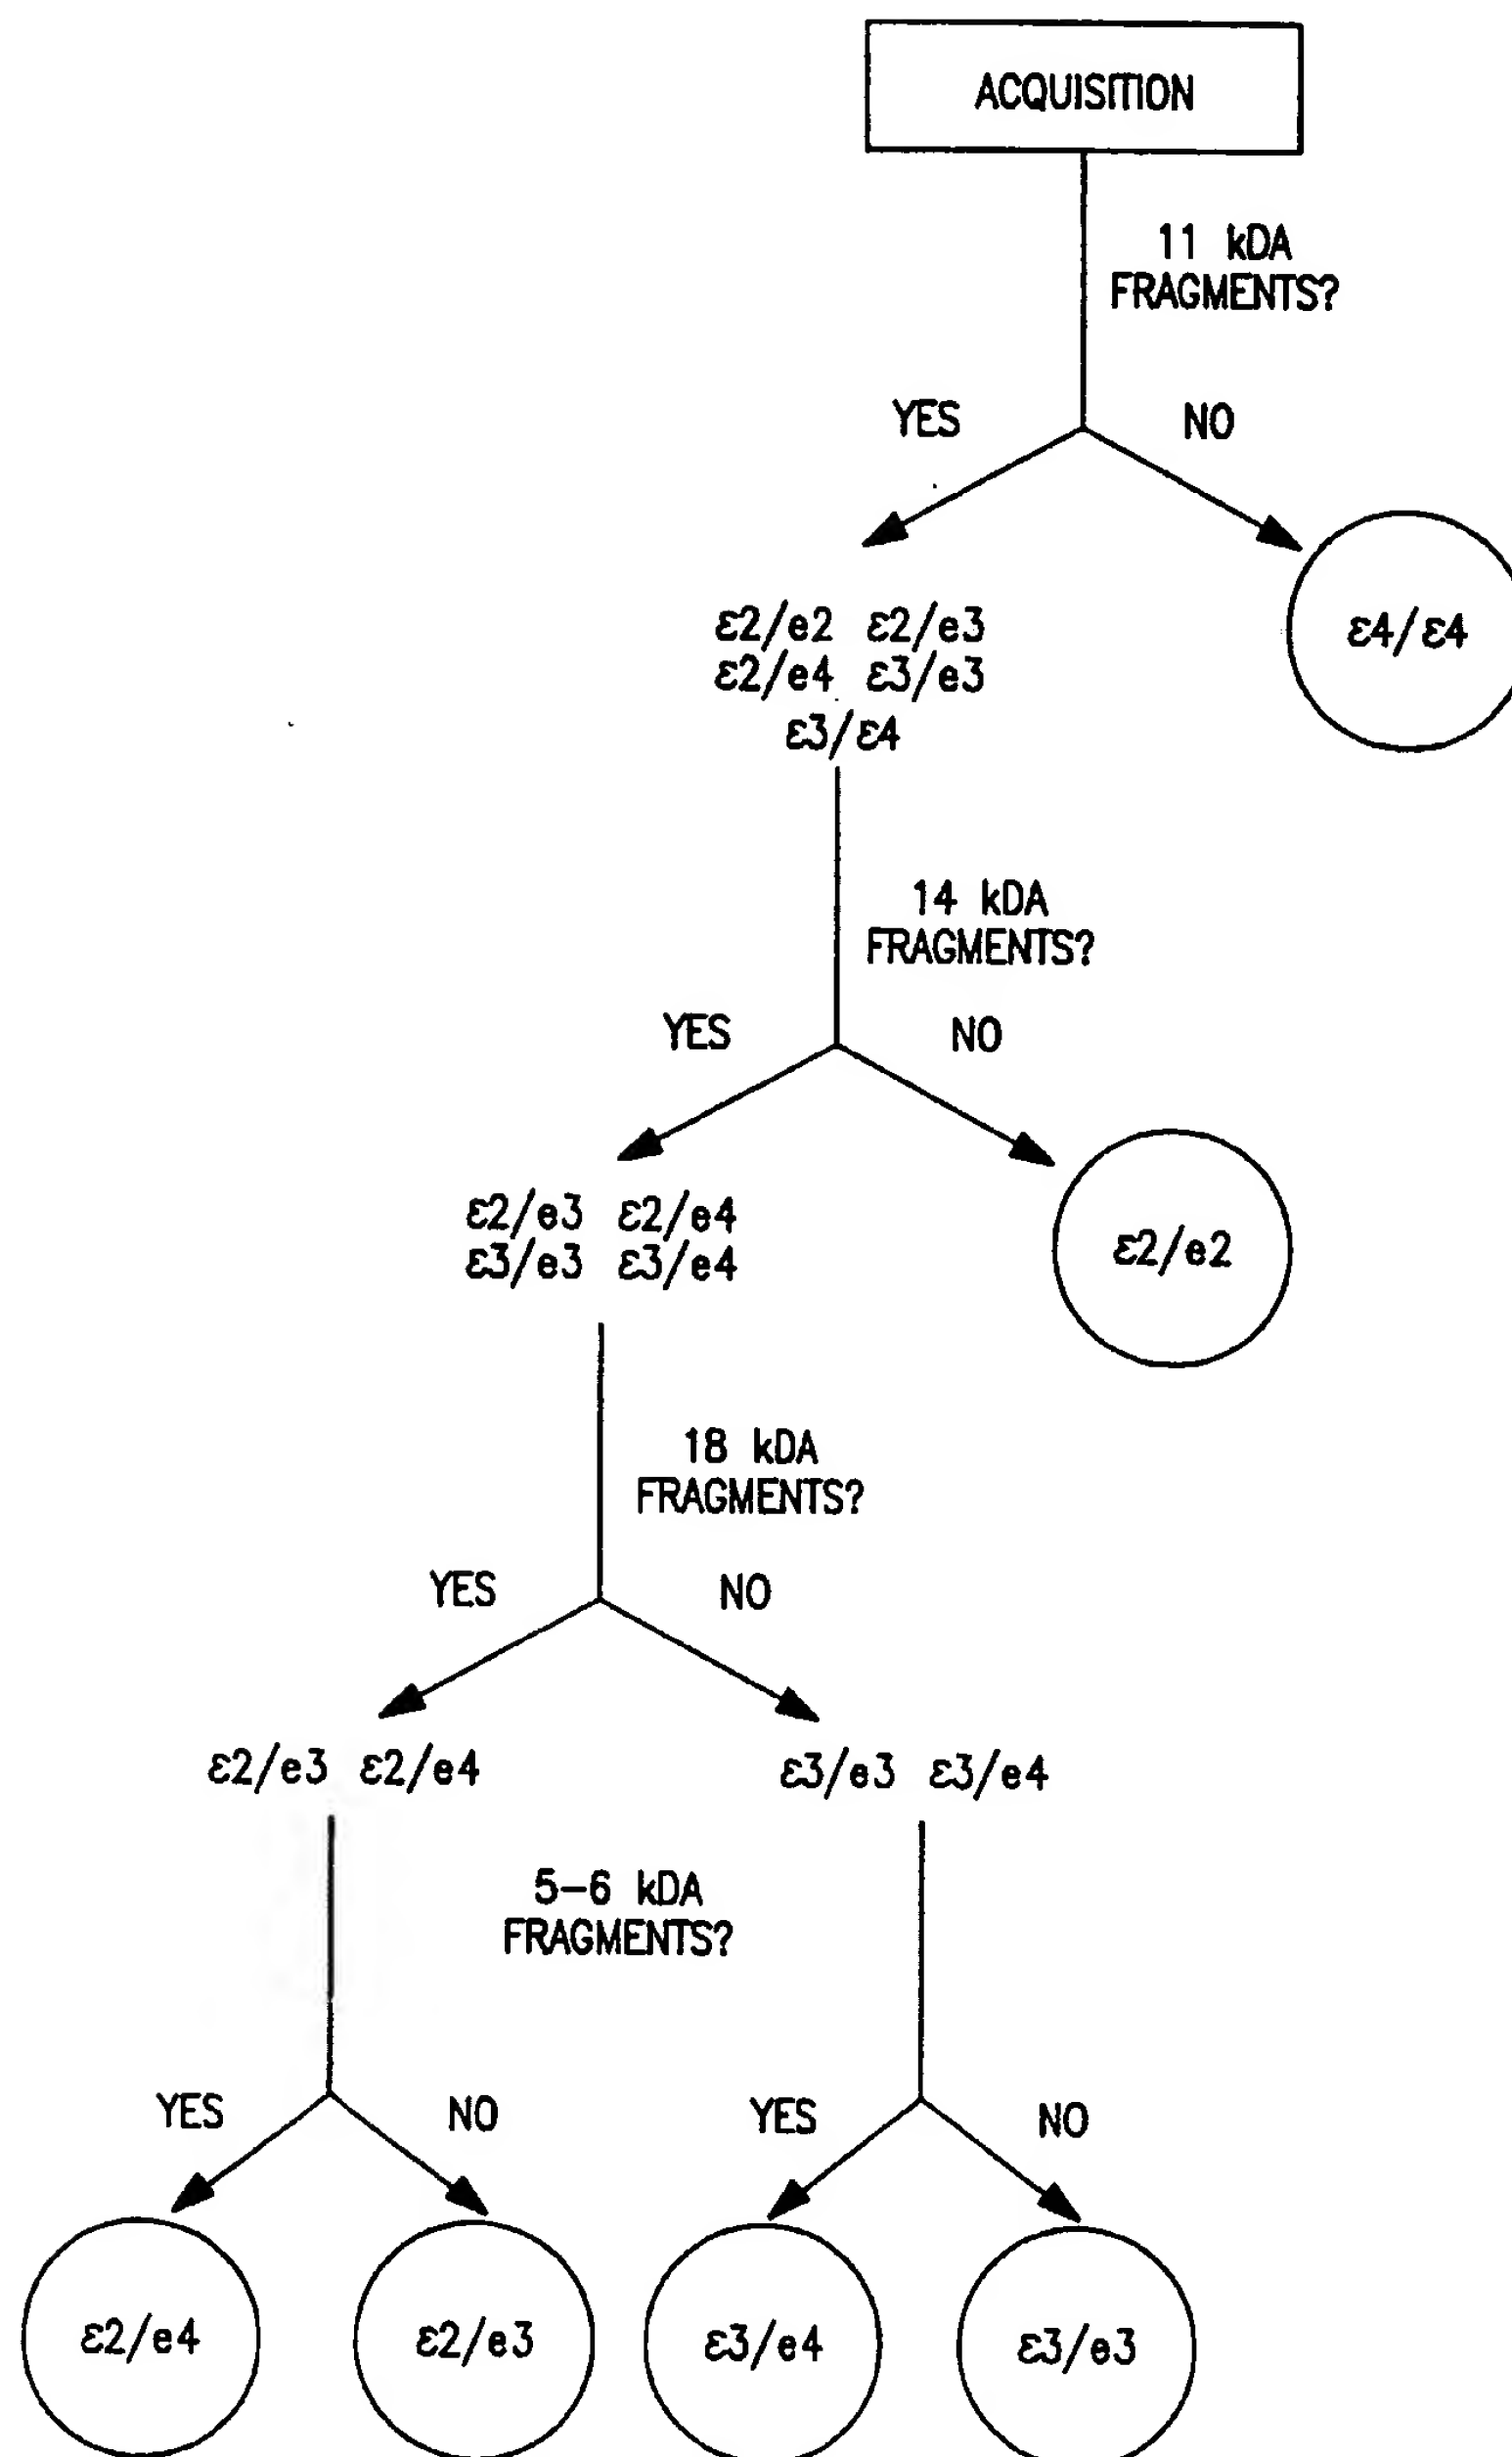 ACQUISITION
11 kDA
FRAGMENTS?
YES
NO
ε2/e2 ε2/e3
ε2/e4 ε3/e3
ε3/ε4
ε4/ε4
14 kDA
FRAGMENTS?
YES
NO
ε2/e3 ε2/e4
ε3/e3 ε3/e4
ε2/e2
18 kDA
FRAGMENTS?
YES
NO
ε2/e3 ε2/e4
ε3/e3 ε3/e4
5-6 kDA
FRAGMENTS?
YES
NO
YES
NO
ε2/e4
ε2/e3
ε3/e4
ε3/e3